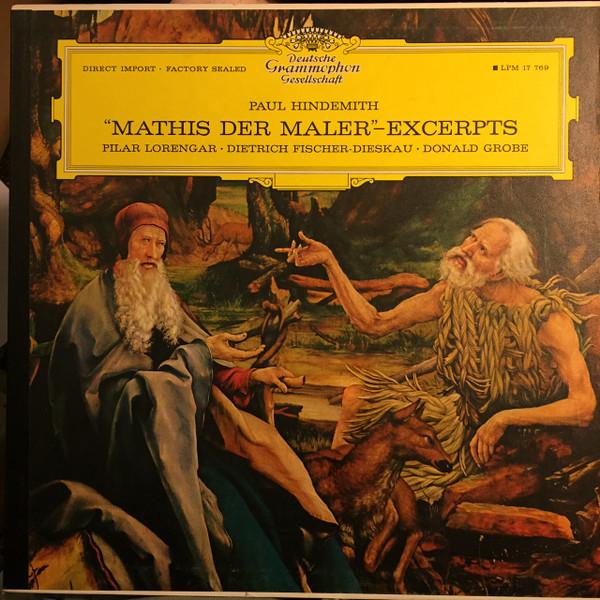 DIRECT IMPORT · FACTORY SEALED
Deutsche
Grammophon
Gesellschaft
■ LPM 17 769
PAUL HINDEMITH
“MATHIS DER MALER”–EXCERPTS
PILAR LORENGAR · DIETRICH FISCHER-DIESKAU · DONALD GROBE